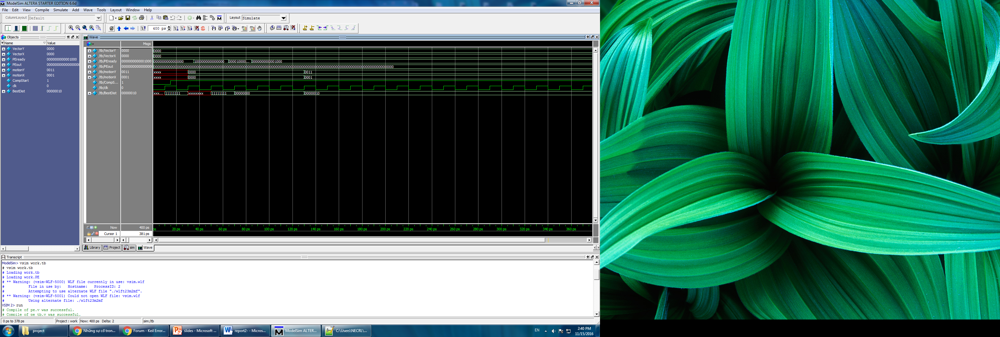 ModelSim ALTERA STARTER EDITION 6.6d
File Edit View Compile Simulate Add Wave Tools Layout Window Help
ColumnLayout Default
Layout Simulate
400 ps
Objects
Name Value
VectorY 0000
VectorX 0000
PEready 0000000000001000
PEout 00000000000000000
motionY 0011
motionX 0001
CompStart 1
clk 0
BestDist 00000010
Wave
Msgs
/tb/VectorY 0000 0000
/tb/VectorX 0000 0000
/tb/PEready 0000000000001000 0000000000000000 1000000000000000 000010000... 0000000000001000
/tb/PEout
/tb/motionY 0011 xxxx 0000 0011
/tb/motionX 0001 xxxx 0000 0001
/tb/CompS... 1
/tb/clk 0
/tb/BestDist 00000010 xxx... 11111111 xxxxxxxx 11111111 00000000 00000010
Now 400 ps
ps 20 ps 40 ps 60 ps 80 ps 100 ps 120 ps 140 ps 160 ps 180 ps 200 ps 220 ps 240 ps 260 ps 280 ps 300 ps 320 ps 340 ps 360 ps
Cursor 1 381 ps
Library Project sim Wave
Transcript
ModelSim> vsim work.tb
# vsim work.tb
# Loading work.tb
# Loading work.PE
# ** Warning: (vsim-WLF-5000) WLF file currently in use: vsim.wlf
# File in use by: Hostname: ProcessID: 2
# Attempting to use alternate WLF file "./wlft23m2mf".
# ** Warning: (vsim-WLF-5001) Could not open WLF file: vsim.wlf
# Using alternate file: ./wlft23m2mf
VSIM 2> run
# Compile of pe.v was successful.
# Compile of pe_tb.v was successful.
0 ps to 378 ps Project : work Now: 400 ps Delta: 2 sim:/tb
project
Những sự cố tron...
Forum - Keil Error...
slides - Microsoft ...
report2- - Micros...
ModelSim ALTER...
C:\Users\NECRL\...
EN
2:40 PM
11/15/2016